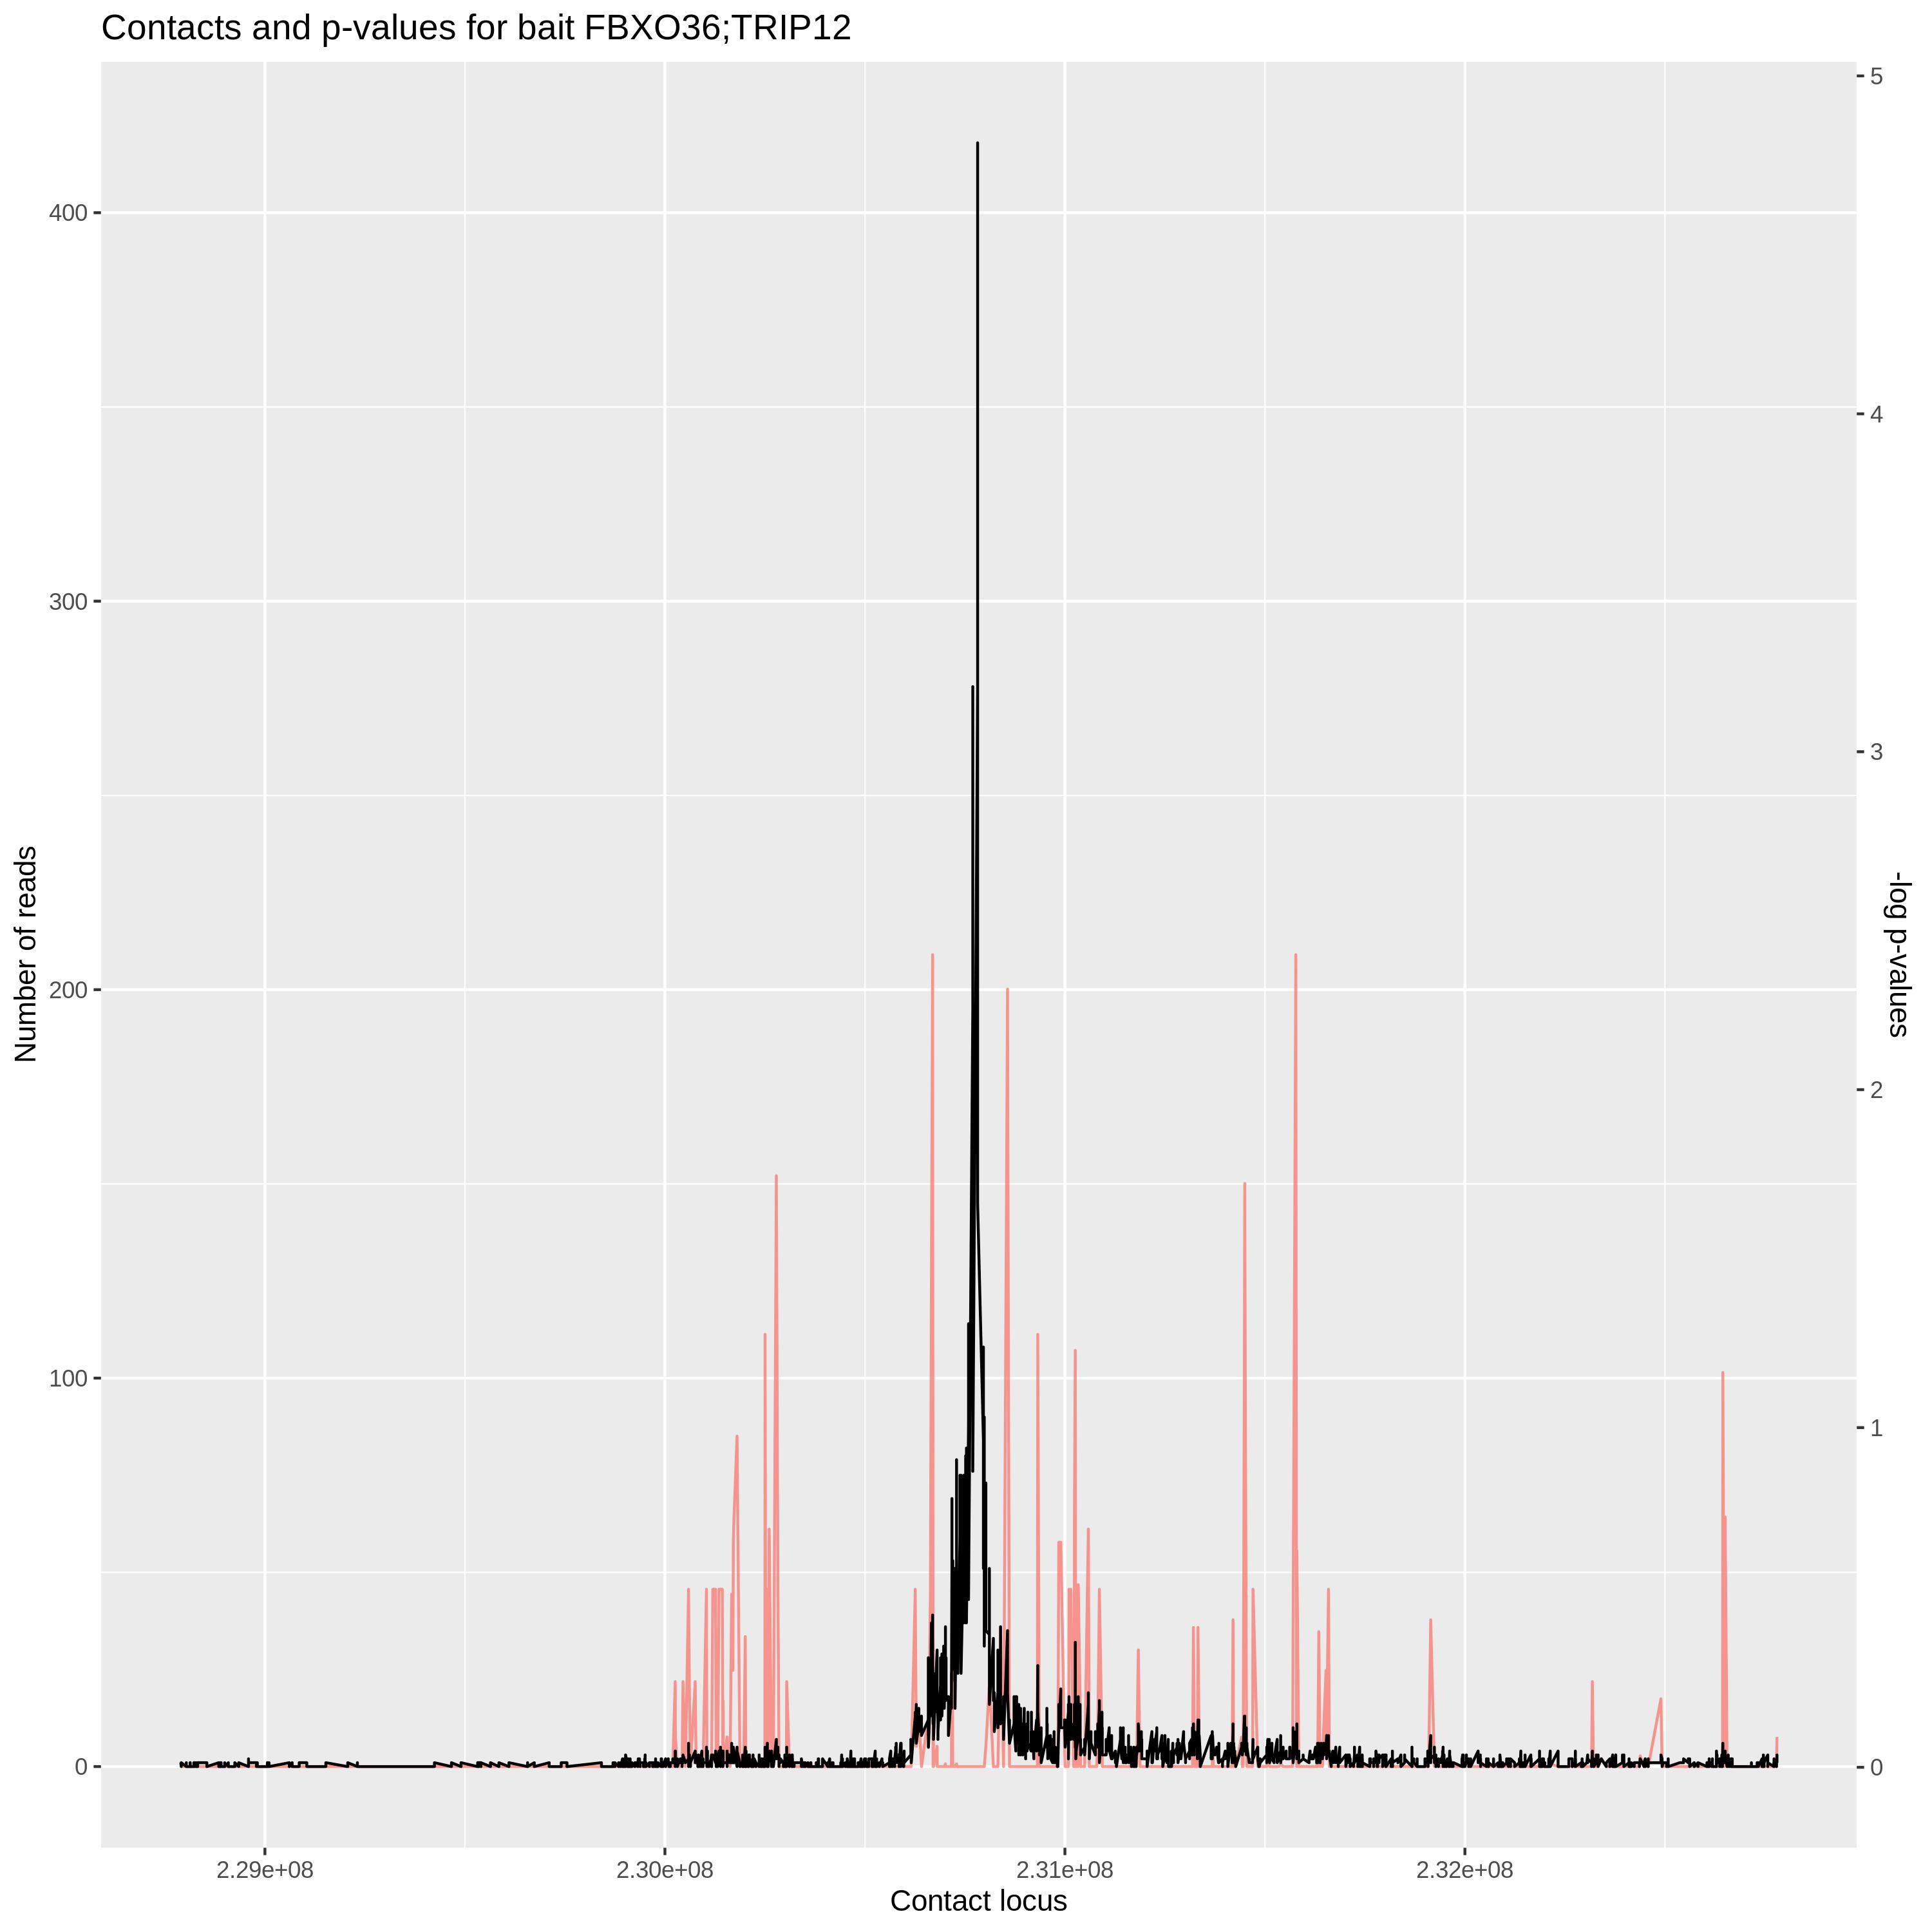 Contacts and p-values for bait FBXO36;TRIP12
Number of reads
400
300
200
100
0
5
4
3
2
1
0
-log p-values
2.29e+08 2.30e+08 2.31e+08 2.32e+08
Contact locus